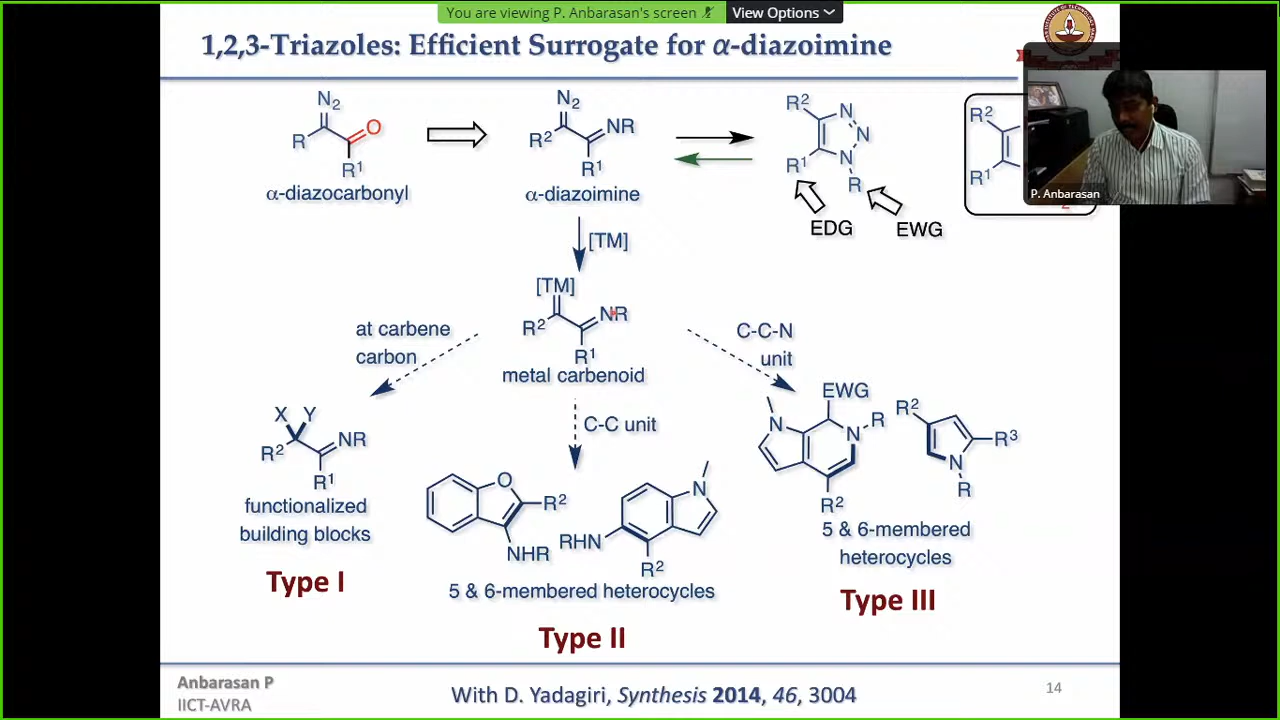 You are viewing P. Anbarasan's screen
View Options
1,2,3-Triazoles: Efficient Surrogate for α-diazoimine
N2
R
O
R1
α-diazocarbonyl
N2
R2
NR
R1
α-diazoimine
R2
N
N
N
R1
R
EDG
EWG
R2
R1
P. Anbarasan
[TM]
[TM]
R2
NR
R1
metal carbenoid
at carbene
carbon
C-C unit
C-C-N
unit
X Y
R2
NR
R1
functionalized
building blocks
Type I
O
R2
NHR
N
RHN
R2
5 & 6-membered heterocycles
Type II
EWG
N
N
R
R2
R2
R3
N
R
5 & 6-membered
heterocycles
Type III
Anbarasan P
IICT-AVRA
With D. Yadagiri, Synthesis 2014, 46, 3004
14